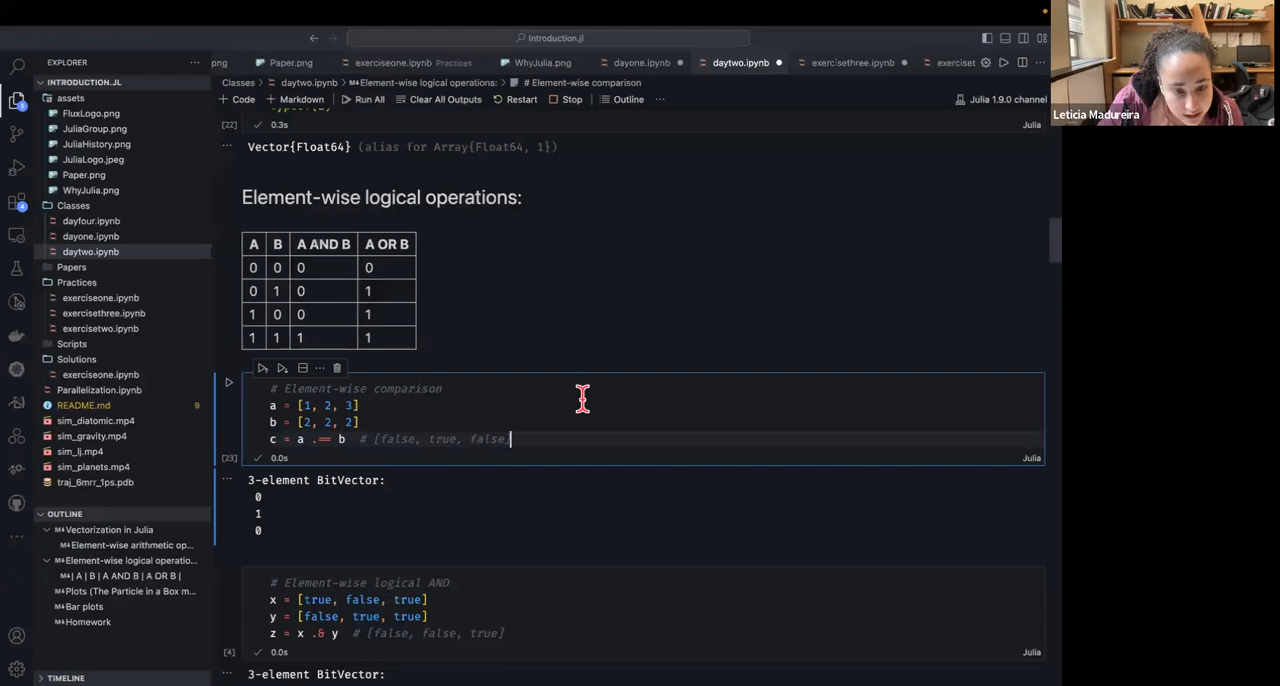 Introduction.jl
Leticia Madureira
EXPLORER
INTRODUCTION.JL
assets
FluxLogo.png
JuliaGroup.png
JuliaHistory.png
JuliaLogo.jpeg
Paper.png
WhyJulia.png
Classes
dayfour.ipynb
dayone.ipynb
daytwo.ipynb
Papers
Practices
exerciseone.ipynb
exercisethree.ipynb
exercisetwo.ipynb
Scripts
Solutions
exerciseone.ipynb
Parallelization.ipynb
README.md 9
sim_diatomic.mp4
sim_gravity.mp4
sim_lj.mp4
sim_planets.mp4
traj_6mrr_1ps.pdb
OUTLINE
Vectorization in Julia
Element-wise arithmetic op...
Element-wise logical operatio...
| A | B | A AND B | A OR B |
Plots (The Particle in a Box m...
Bar plots
Homework
TIMELINE
png Paper.png exerciseone.ipynb Practices WhyJulia.png dayone.ipynb daytwo.ipynb exercisethree.ipynb exerciset
Classes > daytwo.ipynb > Element-wise logical operations: > # Element-wise comparison
+ Code + Markdown Run All Clear All Outputs Restart Stop Outline ... Julia 1.9.0 channel
[22] 0.3s Julia
Vector{Float64} (alias for Array{Float64, 1})
Element-wise logical operations:
A B A AND B A OR B
0 0 0 0
0 1 0 1
1 0 0 1
1 1 1 1
# Element-wise comparison
a = [1, 2, 3]
b = [2, 2, 2]
c = a .== b # [false, true, false]
[23] 0.0s Julia
3-element BitVector:
0
1
0
# Element-wise logical AND
x = [true, false, true]
y = [false, true, true]
z = x .& y # [false, false, true]
[4] 0.0s Julia
3-element BitVector: